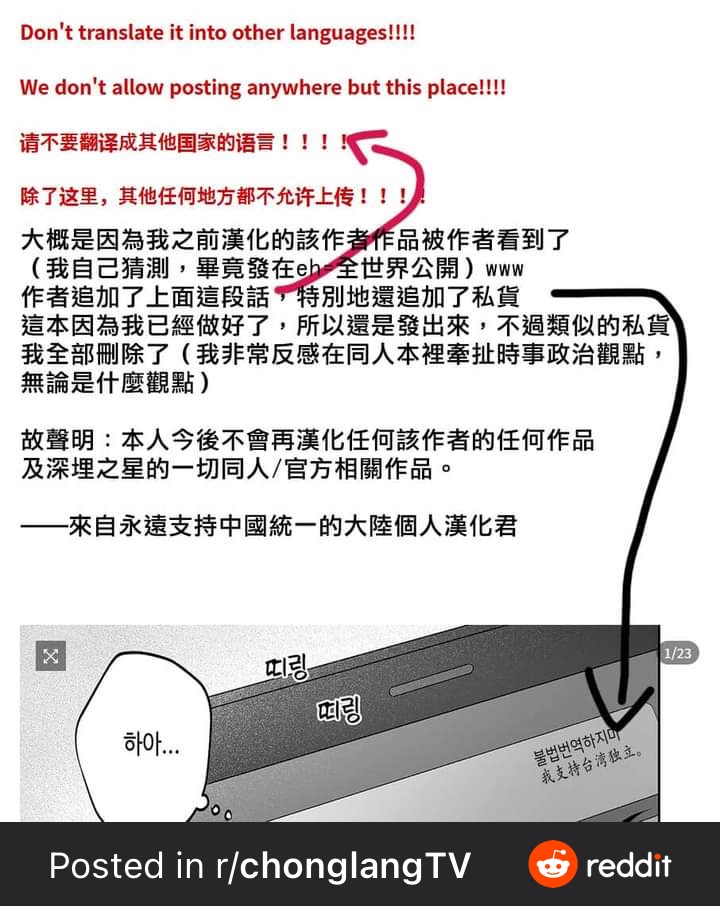 Don't translate it into other languages!!!!
We don't allow posting anywhere but this place!!!!
请不要翻译成其他国家的语言！！！！
除了这里，其他任何地方都不允许上传！！！！
大概是因為我之前漢化的該作者作品被作者看到了
（我自己猜測，畢竟發在eh=全世界公開）www
作者追加了上面這段話，特別地還追加了私貨
這本因為我已經做好了，所以還是發出來，不過類似的私貨
我全部刪除了（我非常反感在同人本裡牽扯時事政治觀點，
無論是什麼觀點）
故聲明：本人今後不會再漢化任何該作者的任何作品
及深埋之星的一切同人/官方相關作品。
——來自永遠支持中國統一的大陸個人漢化君
1/23
띠링
띠링
하아...
불법번역하지마
我支持台湾独立。
Posted in r/chonglangTV
reddit